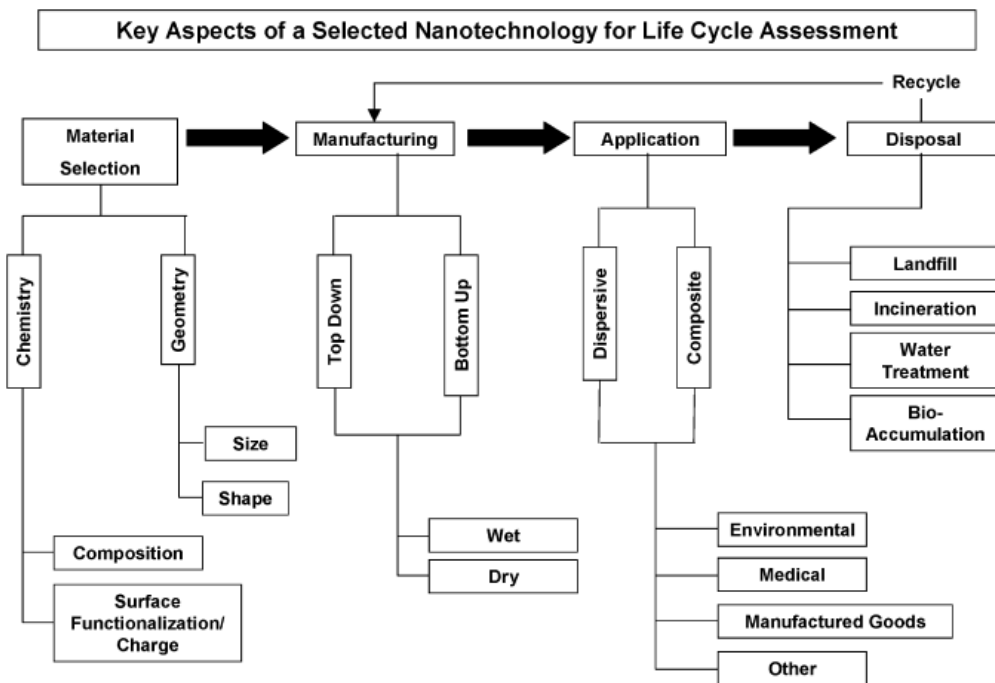 Key Aspects of a Selected Nanotechnology for Life Cycle Assessment
Recycle
Material
Selection
Manufacturing
Application
Disposal
Chemistry
Geometry
Top Down
Bottom Up
Dispersive
Composite
Landfill
Incineration
Water
Treatment
Bio-
Accumulation
Size
Shape
Composition
Surface
Functionalization/
Charge
Wet
Dry
Environmental
Medical
Manufactured Goods
Other